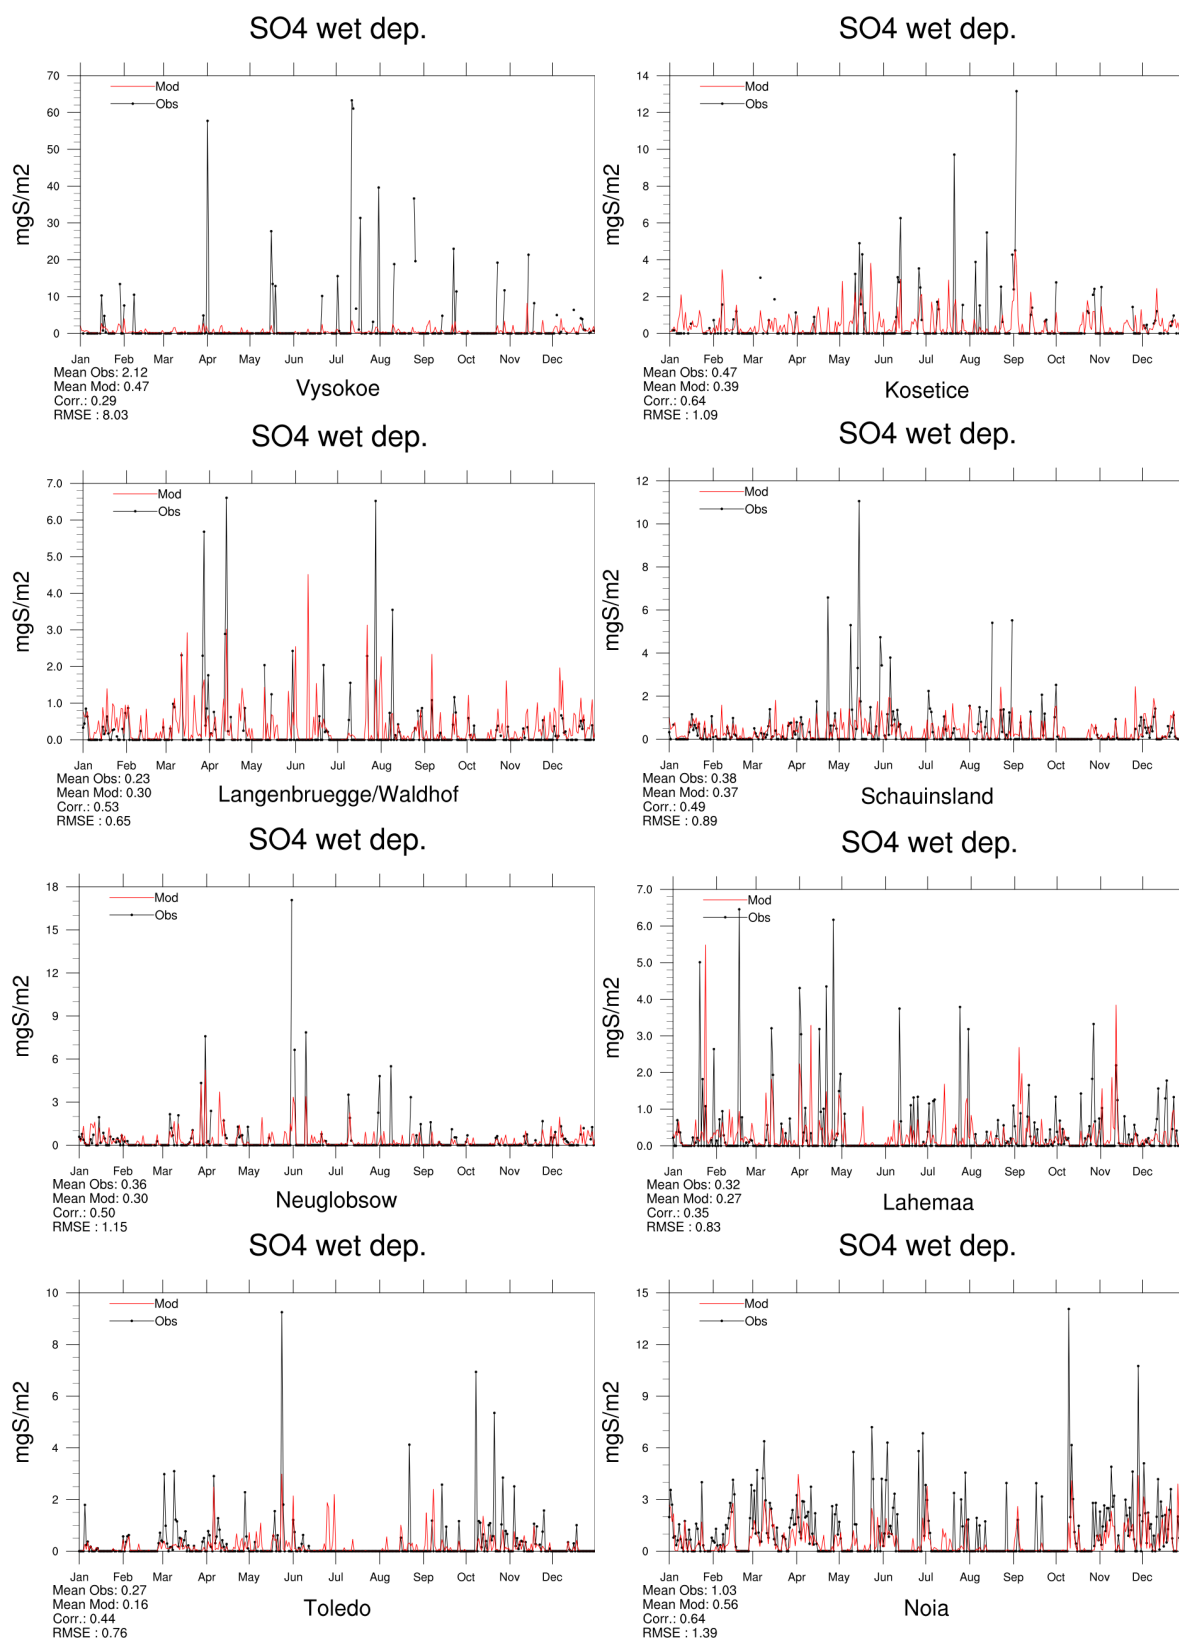 SO4 wet dep.
mgS/m2
Mod
Obs
70
60
50
40
30
20
10
0
Jan Feb Mar Apr May Jun Jul Aug Sep Oct Nov Dec
Mean Obs: 2.12
Mean Mod: 0.47
Corr.: 0.29
RMSE : 8.03
Vysokoe
SO4 wet dep.
mgS/m2
Mod
Obs
14
12
10
8
6
4
2
0
Jan Feb Mar Apr May Jun Jul Aug Sep Oct Nov Dec
Mean Obs: 0.47
Mean Mod: 0.39
Corr.: 0.64
RMSE : 1.09
Kosetice
SO4 wet dep.
mgS/m2
Mod
Obs
7.0
6.0
5.0
4.0
3.0
2.0
1.0
0.0
Jan Feb Mar Apr May Jun Jul Aug Sep Oct Nov Dec
Mean Obs: 0.23
Mean Mod: 0.30
Corr.: 0.53
RMSE : 0.65
Langenbruegge/Waldhof
SO4 wet dep.
mgS/m2
Mod
Obs
12
10
8
6
4
2
0
Jan Feb Mar Apr May Jun Jul Aug Sep Oct Nov Dec
Mean Obs: 0.38
Mean Mod: 0.37
Corr.: 0.49
RMSE : 0.89
Schauinsland
SO4 wet dep.
mgS/m2
Mod
Obs
18
15
12
9
6
3
0
Jan Feb Mar Apr May Jun Jul Aug Sep Oct Nov Dec
Mean Obs: 0.36
Mean Mod: 0.30
Corr.: 0.50
RMSE : 1.15
Neuglobsow
SO4 wet dep.
mgS/m2
Mod
Obs
7.0
6.0
5.0
4.0
3.0
2.0
1.0
0.0
Jan Feb Mar Apr May Jun Jul Aug Sep Oct Nov Dec
Mean Obs: 0.32
Mean Mod: 0.27
Corr.: 0.35
RMSE : 0.83
Lahemaa
SO4 wet dep.
mgS/m2
Mod
Obs
10
8
6
4
2
0
Jan Feb Mar Apr May Jun Jul Aug Sep Oct Nov Dec
Mean Obs: 0.27
Mean Mod: 0.16
Corr.: 0.44
RMSE : 0.76
Toledo
SO4 wet dep.
mgS/m2
Mod
Obs
15
12
9
6
3
0
Jan Feb Mar Apr May Jun Jul Aug Sep Oct Nov Dec
Mean Obs: 1.03
Mean Mod: 0.56
Corr.: 0.64
RMSE : 1.39
Noia